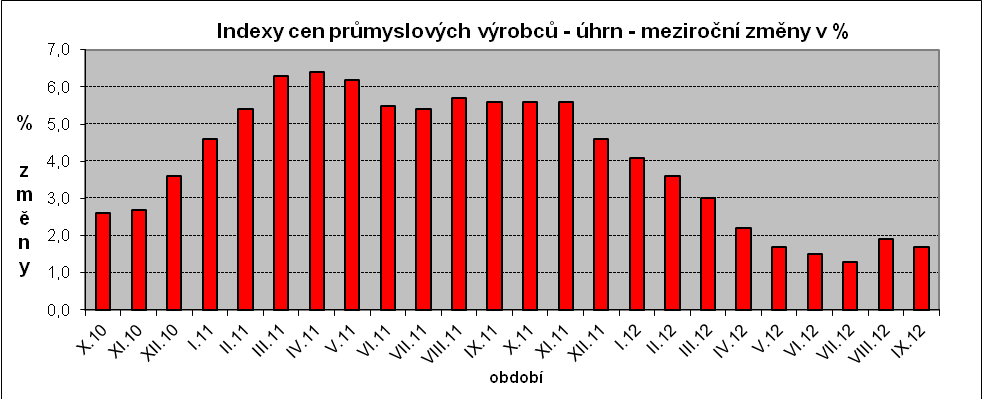 Indexy cen průmyslových výrobců - úhrn - meziroční změny v %
7,0
6,0
5,0
4,0
3,0
2,0
1,0
0,0
% změny
X.10 XI.10 XII.10 I.11 II.11 III.11 IV.11 V.11 VI.11 VII.11 VIII.11 IX.11 X.11 XI.11 XII.11 I.12 II.12 III.12 IV.12 V.12 VI.12 VII.12 VIII.12 IX.12
období